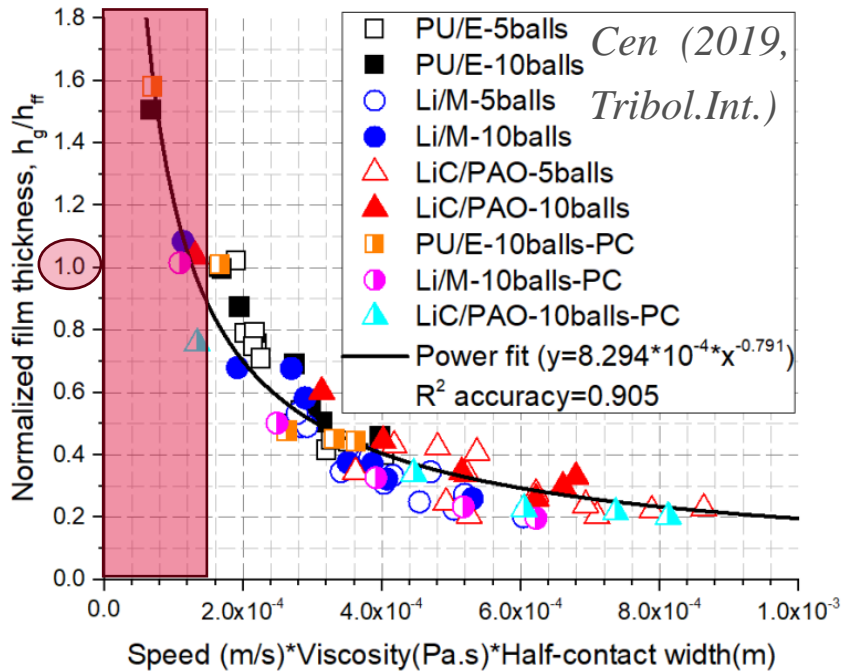 1.8
1.6
1.4
1.2
1.0
0.8
0.6
0.4
0.2
0.0
Normalized film thickness, h_g/h_ff
PU/E-5balls
PU/E-10balls
Li/M-5balls
Li/M-10balls
LiC/PAO-5balls
LiC/PAO-10balls
PU/E-10balls-PC
Li/M-10balls-PC
LiC/PAO-10balls-PC
Power fit (y=8.294*10⁻⁴*x^-0.791)
R² accuracy=0.905
Cen (2019,
Tribol.Int.)
0.0 2.0x10⁻⁴ 4.0x10⁻⁴ 6.0x10⁻⁴ 8.0x10⁻⁴ 1.0x10⁻³
Speed (m/s)*Viscosity(Pa.s)*Half-contact width(m)